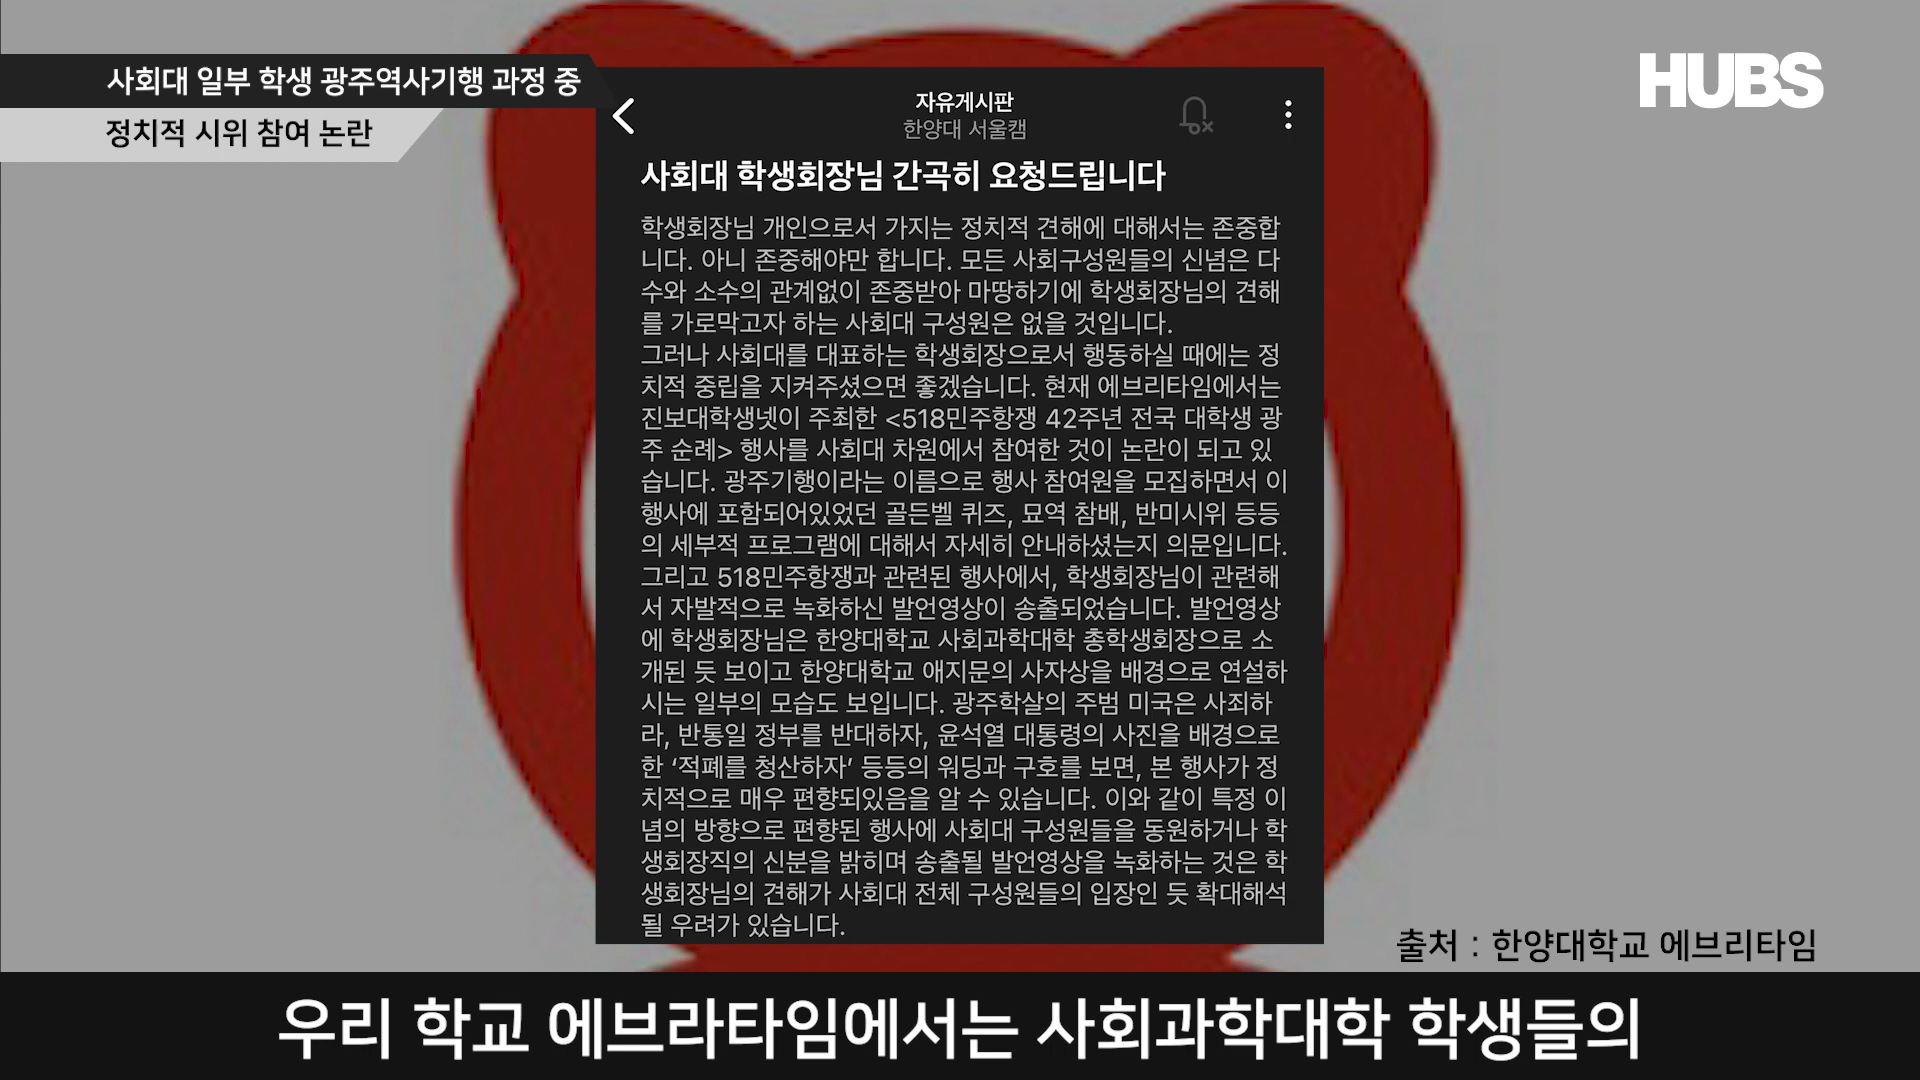 사회대 일부 학생 광주역사기행 과정 중
정치적 시위 참여 논란
HUBS
자유게시판
한양대 서울캠
사회대 학생회장님 간곡히 요청드립니다
학생회장님 개인으로서 가지는 정치적 견해에 대해서는 존중합
니다. 아니 존중해야만 합니다. 모든 사회구성원들의 신념은 다
수와 소수의 관계없이 존중받아 마땅하기에 학생회장님의 견해
를 가로막고자 하는 사회대 구성원은 없을 것입니다.
그러나 사회대를 대표하는 학생회장으로서 행동하실 때에는 정
치적 중립을 지켜주셨으면 좋겠습니다. 현재 에브리타임에서는
진보대학생넷이 주최한 <518민주항쟁 42주년 전국 대학생 광
주 순례> 행사를 사회대 차원에서 참여한 것이 논란이 되고 있
습니다. 광주기행이라는 이름으로 행사 참여원을 모집하면서 이
행사에 포함되어있었던 골든벨 퀴즈, 묘역 참배, 반미시위 등등
의 세부적 프로그램에 대해서 자세히 안내하셨는지 의문입니다.
그리고 518민주항쟁과 관련된 행사에서, 학생회장님이 관련해
서 자발적으로 녹화하신 발언영상이 송출되었습니다. 발언영상
에 학생회장님은 한양대학교 사회과학대학 총학생회장으로 소
개된 듯 보이고 한양대학교 애지문의 사자상을 배경으로 연설하
시는 일부의 모습도 보입니다. 광주학살의 주범 미국은 사죄하
라, 반통일 정부를 반대하자, 윤석열 대통령의 사진을 배경으로
한 ‘적폐를 청산하자’ 등등의 워딩과 구호를 보면, 본 행사가 정
치적으로 매우 편향되있음을 알 수 있습니다. 이와 같이 특정 이
념의 방향으로 편향된 행사에 사회대 구성원들을 동원하거나 학
생회장직의 신분을 밝히며 송출될 발언영상을 녹화하는 것은 학
생회장님의 견해가 사회대 전체 구성원들의 입장인 듯 확대해석
될 우려가 있습니다.
출처 : 한양대학교 에브리타임
우리 학교 에브라타임에서는 사회과학대학 학생들의